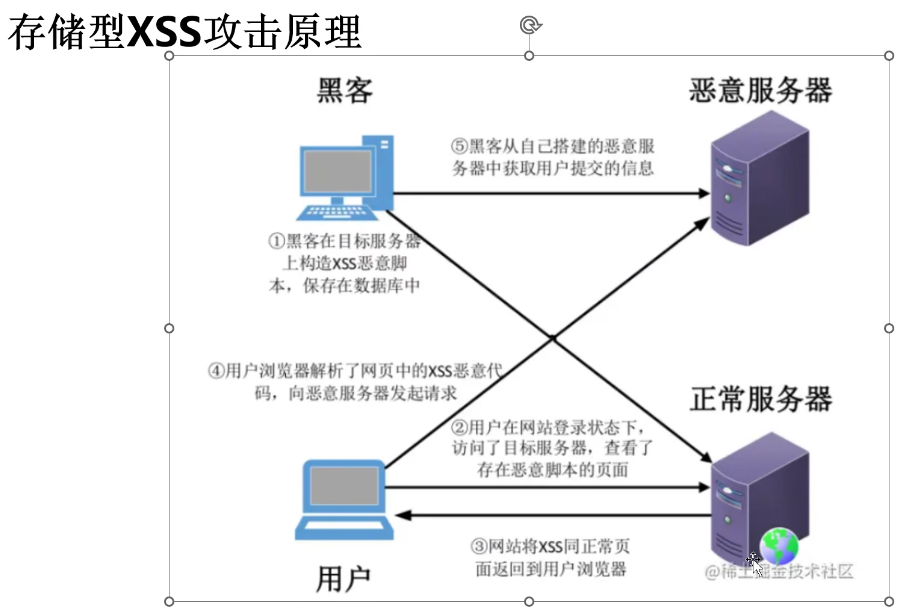 存储型XSS攻击原理
黑客
恶意服务器
⑤黑客从自己搭建的恶意服
务器中获取用户提交的信息
①黑客在目标服务器
上构造XSS恶意脚
本，保存在数据库中
④用户浏览器解析了网页中的XSS恶意代
码，向恶意服务器发起请求
正常服务器
②用户在网站登录状态下，
访问了目标服务器，查看了
存在恶意脚本的页面
③网站将XSS同正常页
面返回到用户浏览器
用户
@稀土掘金技术社区